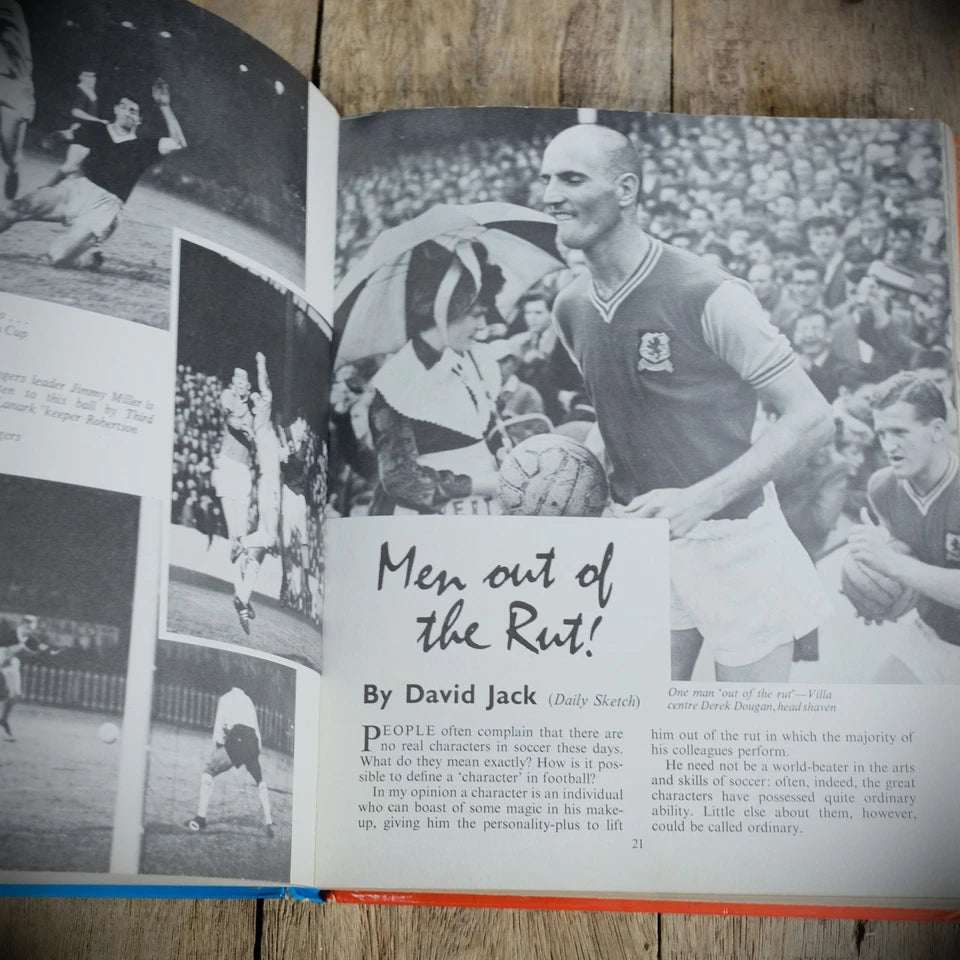 Cup
gers leader Jimmy Miller is
ten to this ball by Third
Lanark 'keeper Robertson
gers
Men out of
the Rut!
By David Jack (Daily Sketch)
One man 'out of the rut'—Villa
centre Derek Dougan, head shaven
PEOPLE often complain that there are
no real characters in soccer these days.
What do they mean exactly? How is it pos-
sible to define a 'character' in football?
In my opinion a character is an individual
who can boast of some magic in his make-
up, giving him the personality-plus to lift
him out of the rut in which the majority of
his colleagues perform.
He need not be a world-beater in the arts
and skills of soccer: often, indeed, the great
characters have possessed quite ordinary
ability. Little else about them, however,
could be called ordinary.
21